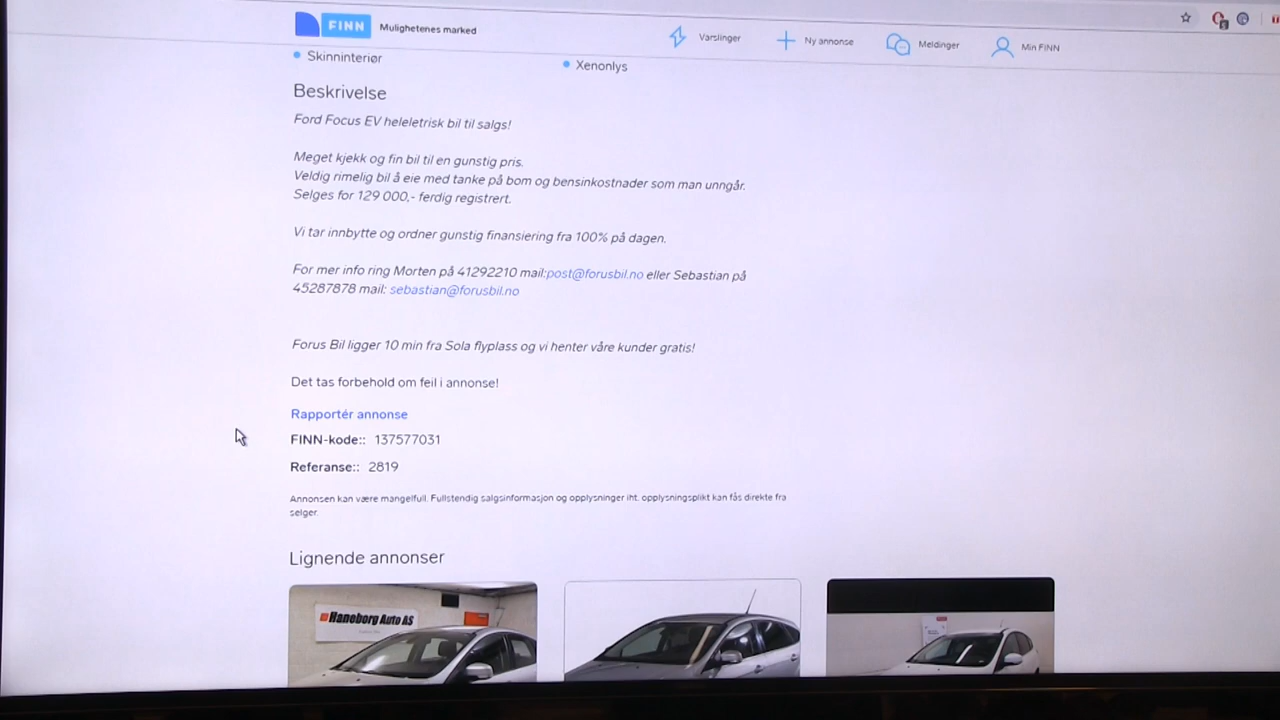 FINN Mulighetenes marked
Varslinger
Ny annonse
Meldinger
Min FINN
Skinninteriør
Xenonlys
Beskrivelse
Ford Focus EV heleletrisk bil til salgs!
Meget kjekk og fin bil til en gunstig pris.
Veldig rimelig bil å eie med tanke på bom og bensinkostnader som man unngår.
Selges for 129 000,- ferdig registrert.
Vi tar innbytte og ordner gunstig finansiering fra 100% på dagen.
For mer info ring Morten på 41292210 mail:post@forusbil.no eller Sebastian på
45287878 mail: sebastian@forusbil.no
Forus Bil ligger 10 min fra Sola flyplass og vi henter våre kunder gratis!
Det tas forbehold om feil i annonse!
Rapportér annonse
FINN-kode:: 137577031
Referanse:: 2819
Annonsen kan være mangelfull. Fullstendig salgsinformasjon og opplysninger iht. opplysningsplikt kan fås direkte fra
selger.
Lignende annonser
Haneborg Auto AS